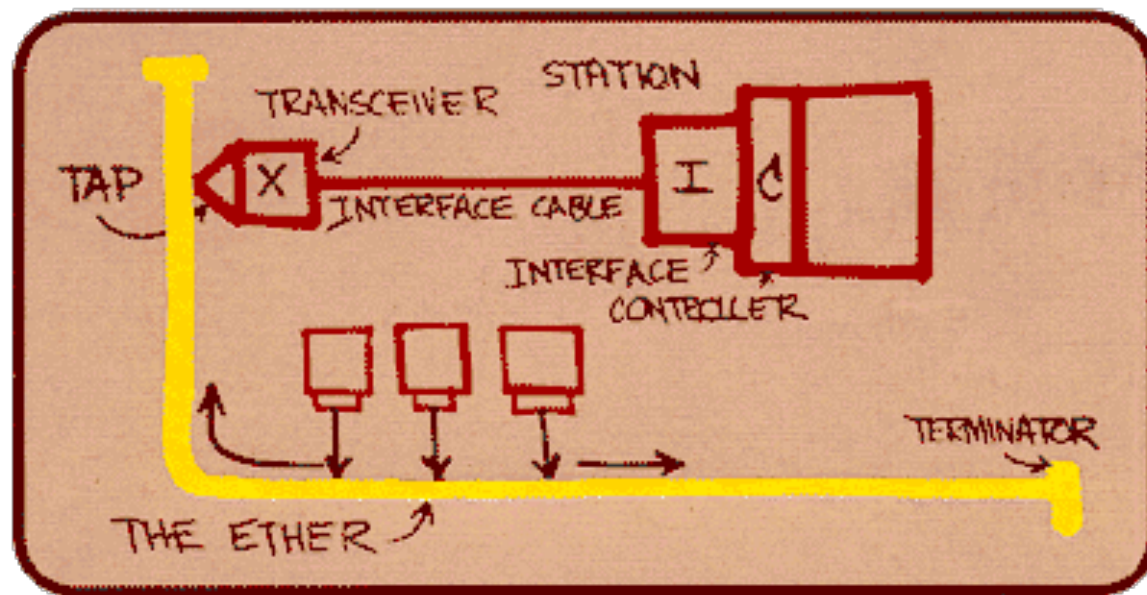 STATION
TRANSCEIVER
TAP
X
I
C
INTERFACE CABLE
INTERFACE
CONTROLLER
TERMINATOR
THE ETHER